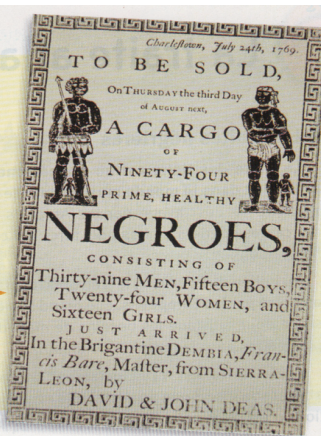 Charlestown, July 24th, 1769.
TO BE SOLD,
On THURSDAY the third Day
of AUGUST next,
A CARGO
OF
NINETY-FOUR
PRIME, HEALTHY
NEGROES,
CONSISTING OF
Thirty-nine MEN, Fifteen BOYS,
Twenty-four WOMEN, and
Sixteen GIRLS.
JUST ARRIVED,
In the Brigantine DEMBIA, Fran-
cis Bare, Master, from SIERRA-
LEON, by
DAVID & JOHN DEAS.